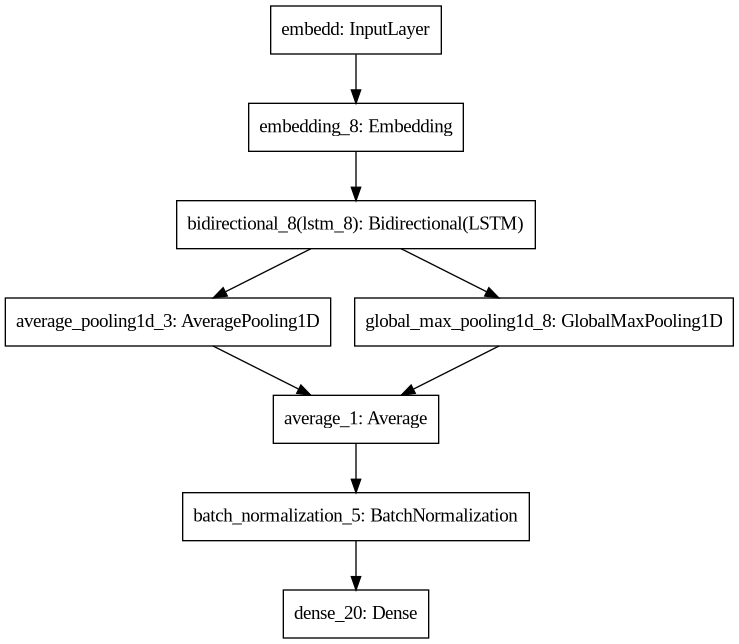 embedd: InputLayer
embedding_8: Embedding
bidirectional_8(lstm_8): Bidirectional(LSTM)
average_pooling1d_3: AveragePooling1D
global_max_pooling1d_8: GlobalMaxPooling1D
average_1: Average
batch_normalization_5: BatchNormalization
dense_20: Dense